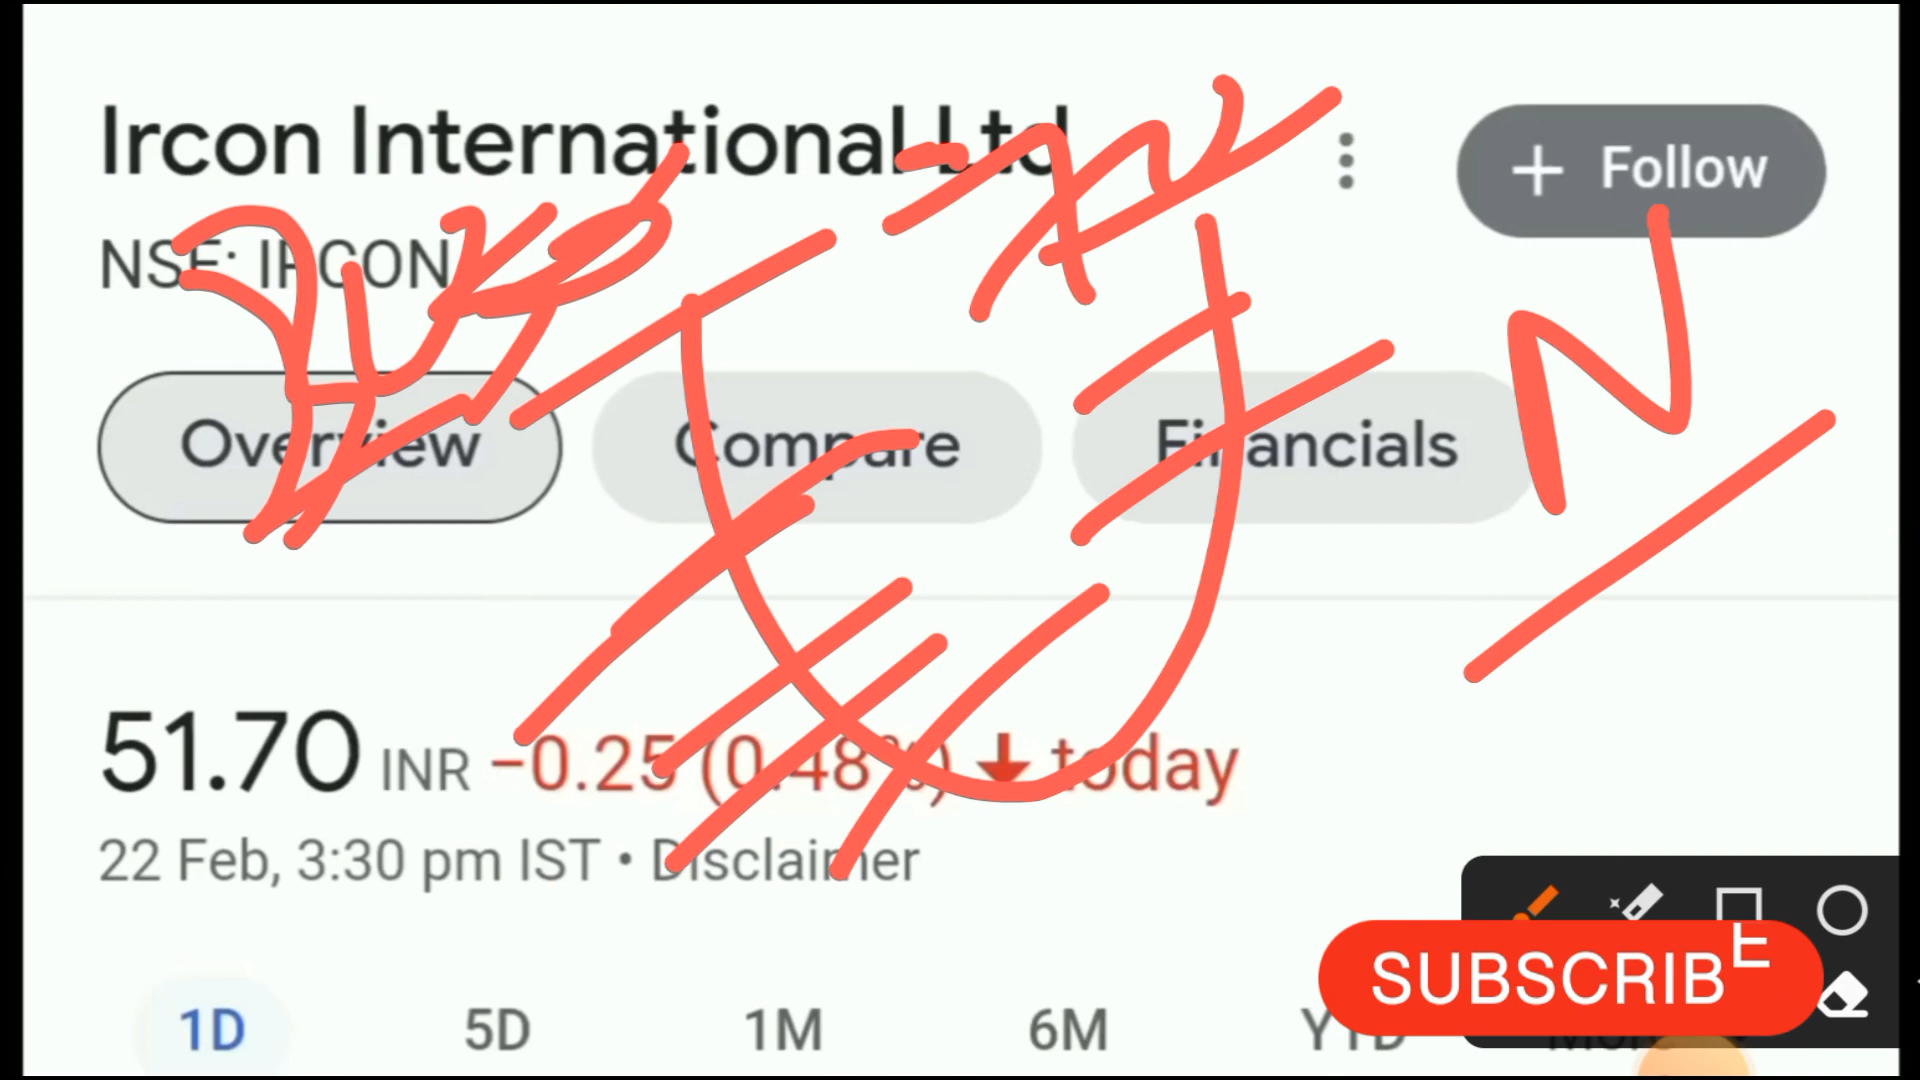 Ircon International Ltd
+ Follow
NSE: IRCON
Overview
Compare
Financials
51.70 INR −0.25 (0.48%) ↓ today
22 Feb, 3:30 pm IST • Disclaimer
1D 5D 1M 6M YTD More
SUBSCRIBE